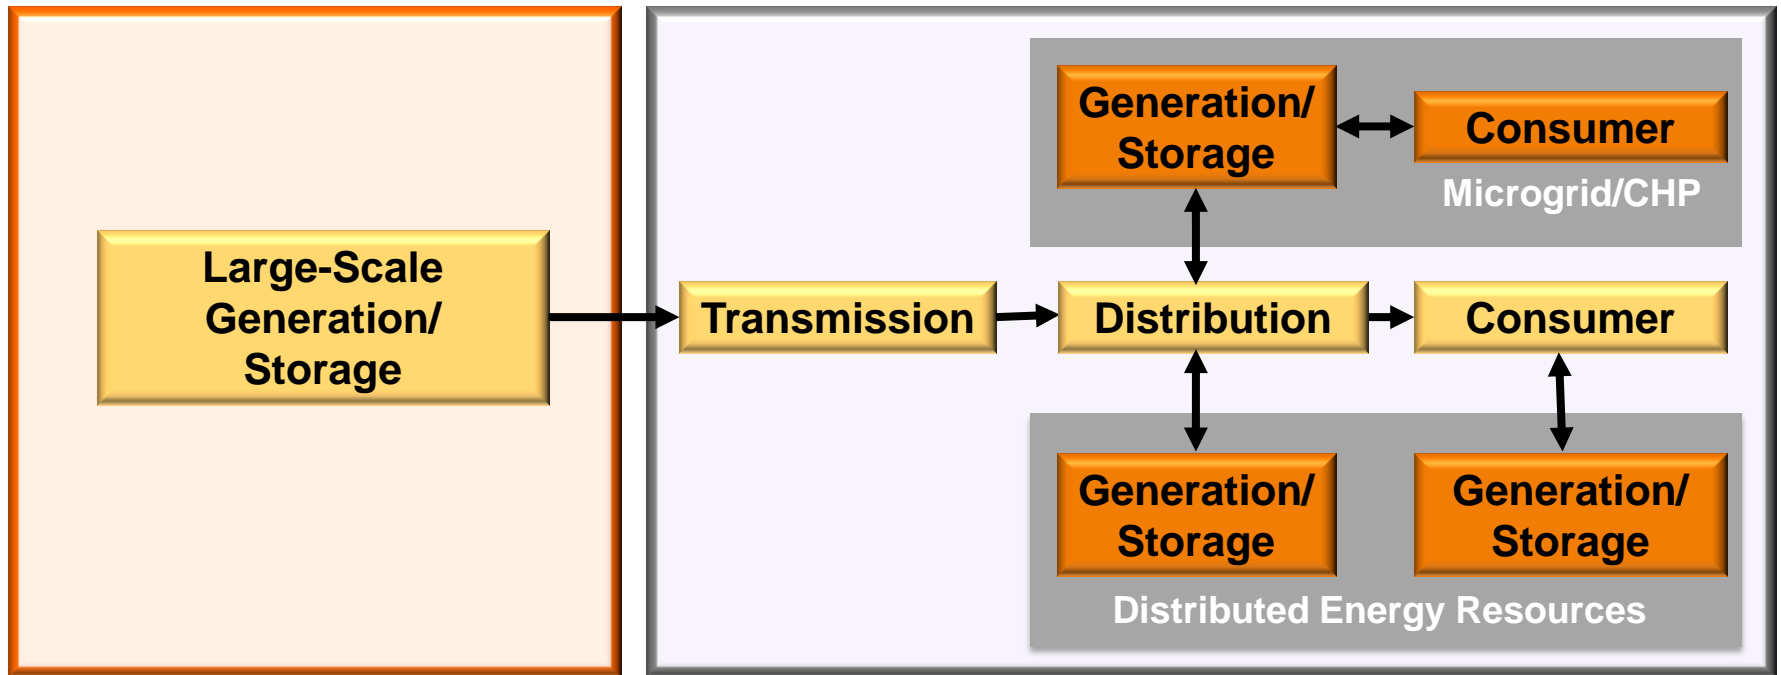 Large-Scale
Generation/
Storage
Transmission
Generation/
Storage
Consumer
Microgrid/CHP
Distribution
Consumer
Generation/
Storage
Generation/
Storage
Distributed Energy Resources